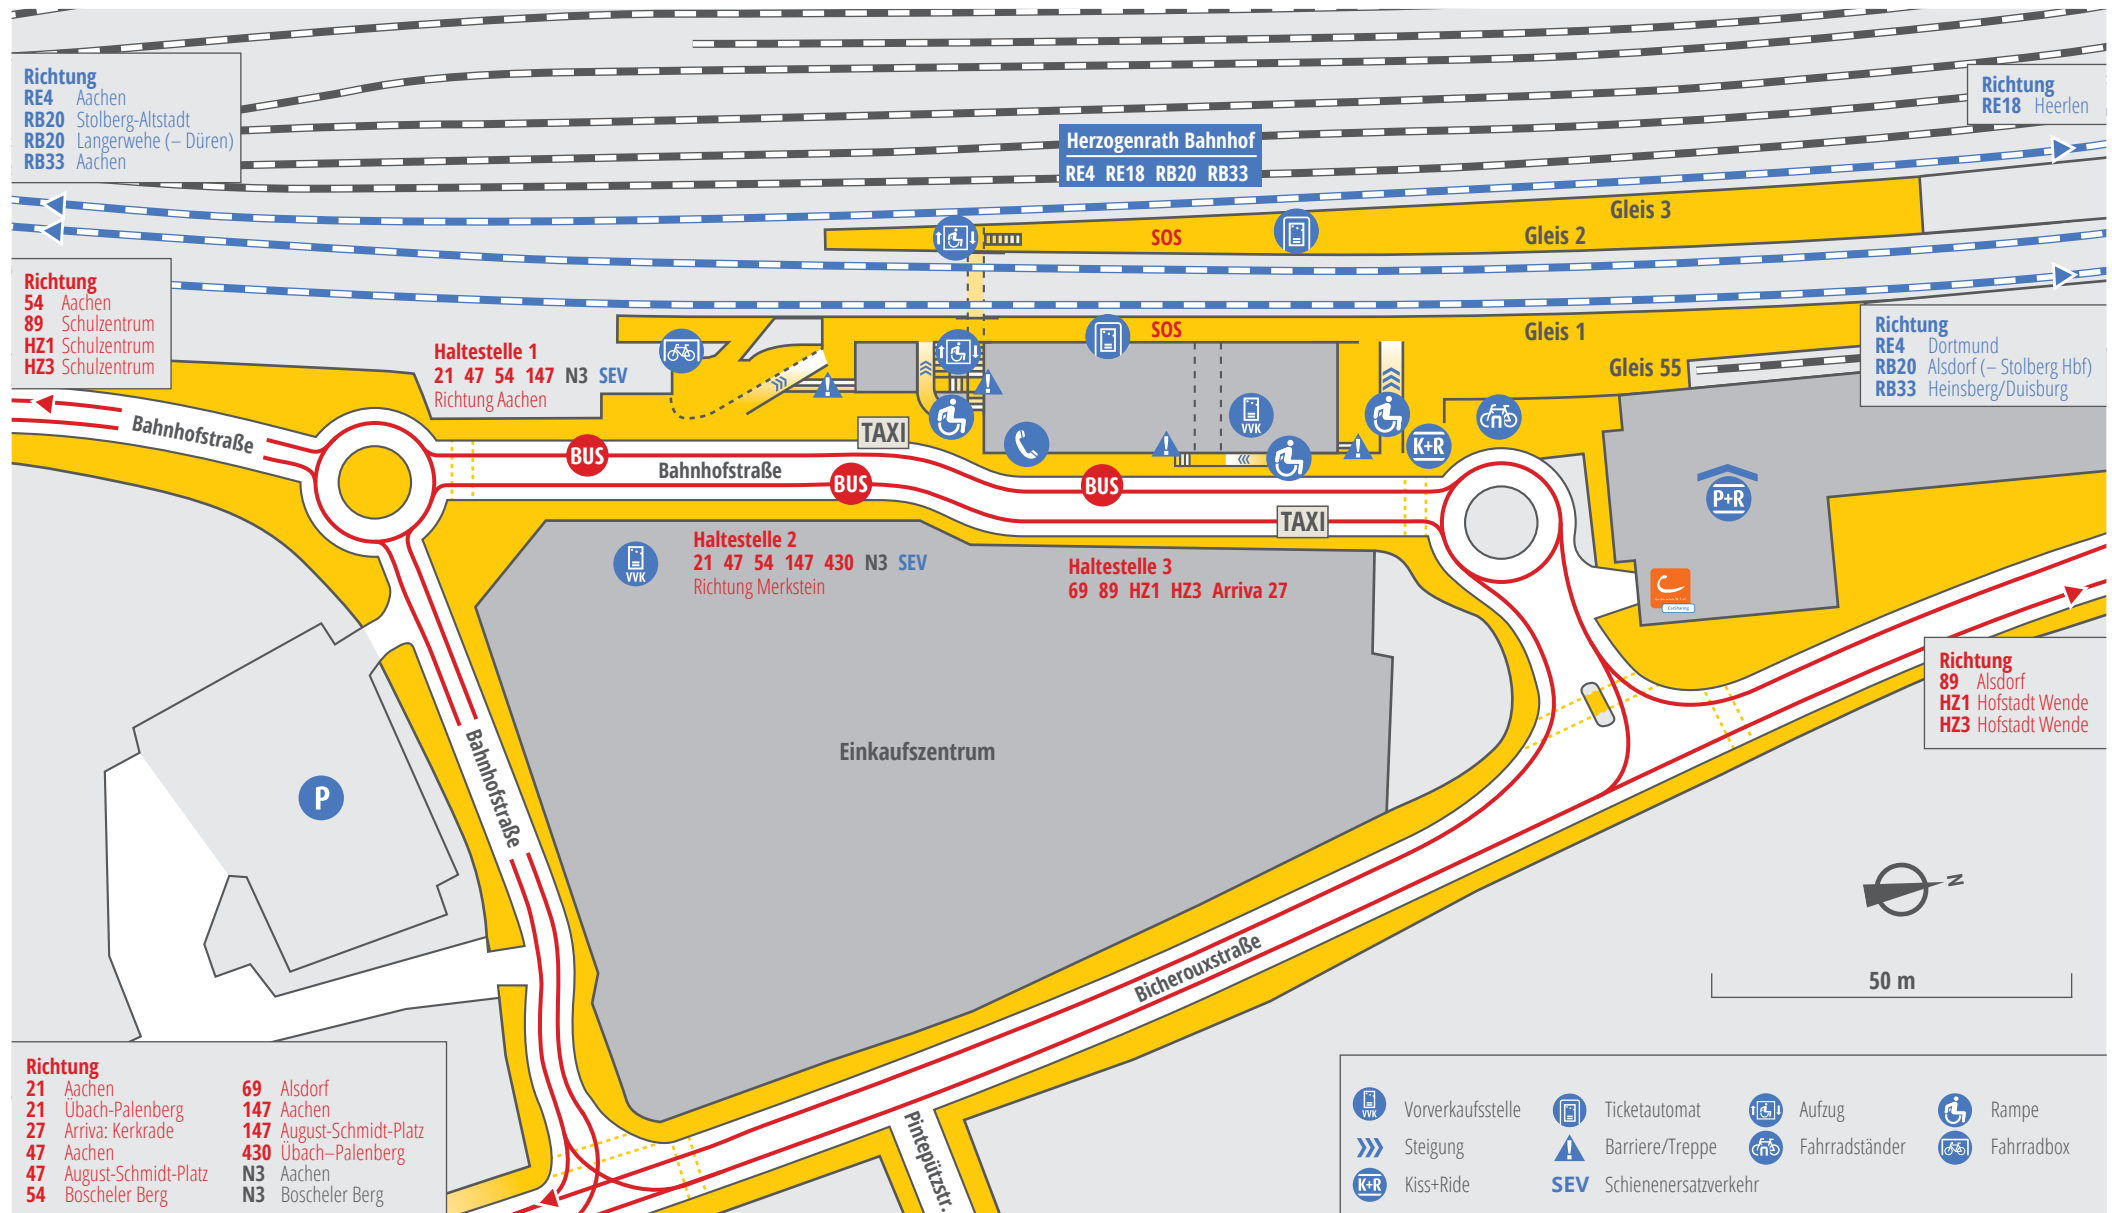 Richtung
RE4 Aachen
RB20 Stolberg-Altstadt
RB20 Langerwehe (– Düren)
RB33 Aachen
Richtung
RE18 Heerlen
Herzogenrath Bahnhof
RE4 RE18 RB20 RB33
Gleis 3
SOS
Gleis 2
Richtung
54 Aachen
89 Schulzentrum
HZ1 Schulzentrum
HZ3 Schulzentrum
SOS
Gleis 1
Gleis 55
Richtung
RE4 Dortmund
RB20 Alsdorf (– Stolberg Hbf)
RB33 Heinsberg/Duisburg
Haltestelle 1
21 47 54 147 N3 SEV
Richtung Aachen
VVK
TAXI
K+R
Bahnhofstraße
BUS
Bahnhofstraße
BUS
BUS
P+R
TAXI
VVK
Haltestelle 2
21 47 54 147 430 N3 SEV
Richtung Merkstein
Haltestelle 3
69 89 HZ1 HZ3 Arriva 27
CarSharing
Richtung
89 Alsdorf
HZ1 Hofstadt Wende
HZ3 Hofstadt Wende
Einkaufszentrum
Bahnhofstraße
P
N
Bicherouxstraße
50 m
Pintepützstr.
Richtung
21 Aachen
21 Übach-Palenberg
27 Arriva: Kerkrade
47 Aachen
47 August-Schmidt-Platz
54 Boscheler Berg
69 Alsdorf
147 Aachen
147 August-Schmidt-Platz
430 Übach–Palenberg
N3 Aachen
N3 Boscheler Berg
VVK Vorverkaufsstelle
Ticketautomat
Aufzug
Rampe
Steigung
Barriere/Treppe
Fahrradständer
Fahrradbox
K+R Kiss+Ride
SEV Schienenersatzverkehr